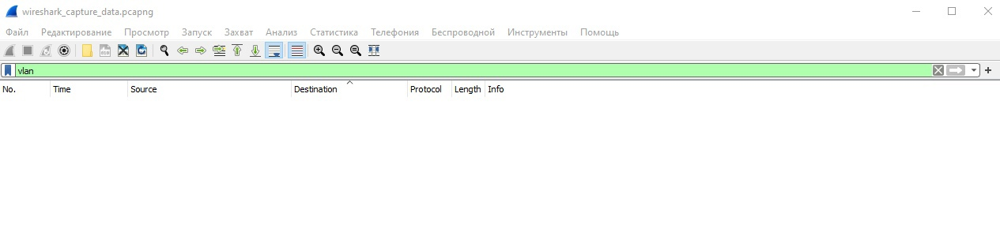 wireshark_capture_data.pcapng
Файл Редактирование Просмотр Запуск Захват Анализ Статистика Телефония Беспроводной Инструменты Помощь
vlan
No. Time Source Destination Protocol Length Info